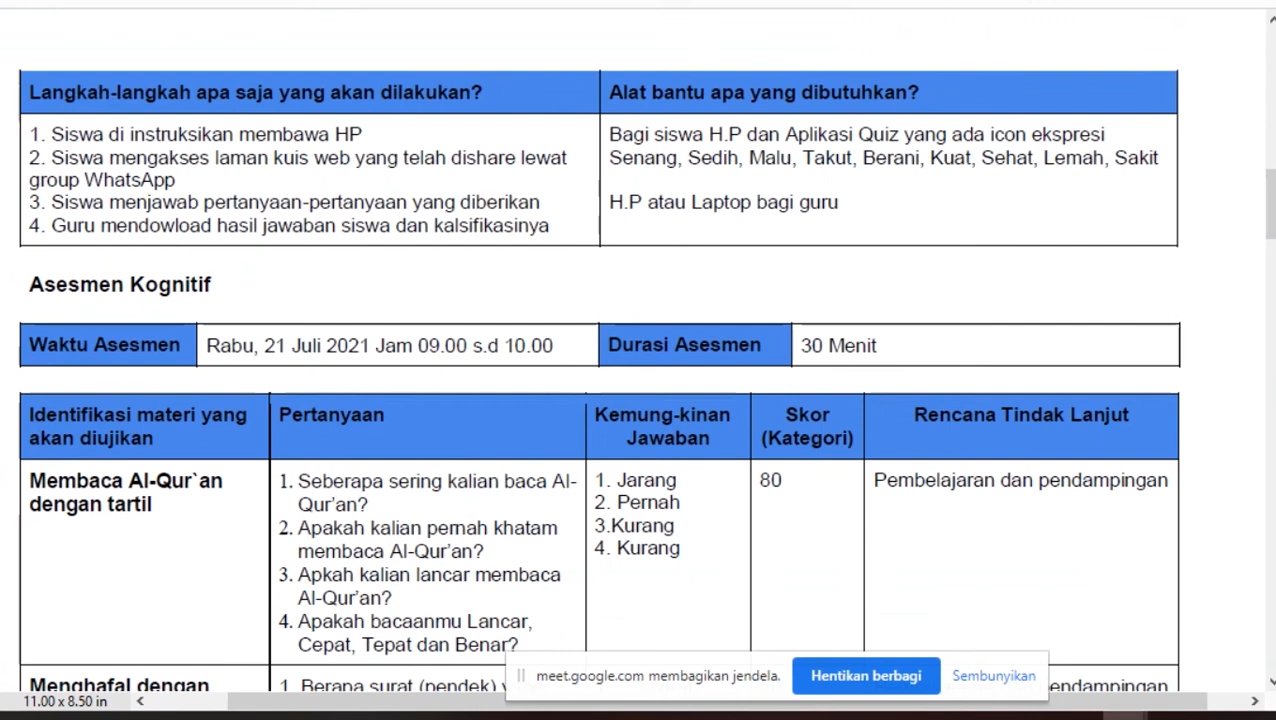 Langkah-langkah apa saja yang akan dilakukan?
Alat bantu apa yang dibutuhkan?
1. Siswa di instruksikan membawa HP
2. Siswa mengakses laman kuis web yang telah dishare lewat
group WhatsApp
3. Siswa menjawab pertanyaan-pertanyaan yang diberikan
4. Guru mendowload hasil jawaban siswa dan kalsifikasinya
Bagi siswa H.P dan Aplikasi Quiz yang ada icon ekspresi
Senang, Sedih, Malu, Takut, Berani, Kuat, Sehat, Lemah, Sakit
H.P atau Laptop bagi guru
Asesmen Kognitif
Waktu Asesmen
Rabu, 21 Juli 2021 Jam 09.00 s.d 10.00
Durasi Asesmen
30 Menit
Identifikasi materi yang
akan diujikan
Pertanyaan
Kemung-kinan
Jawaban
Skor
(Kategori)
Rencana Tindak Lanjut
Membaca Al-Qur`an
dengan tartil
1. Seberapa sering kalian baca Al-
Qur'an?
2. Apakah kalian pernah khatam
membaca Al-Qur'an?
3. Apkah kalian lancar membaca
Al-Qur'an?
4. Apakah bacaanmu Lancar,
Cepat, Tepat dan Benar?
1. Jarang
2. Pernah
3.Kurang
4. Kurang
80
Pembelajaran dan pendampingan
Menghafal dengan
1. Berapa surat (pendek)
endampingan
meet.google.com membagikan jendela.
Hentikan berbagi
Sembunyikan
11.00 x 8.50 in